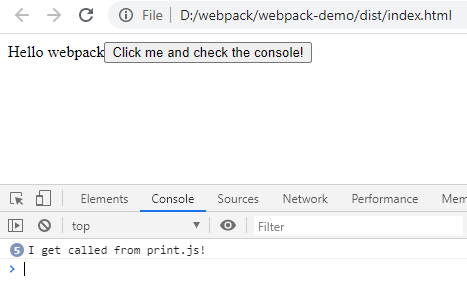 File D:/webpack/webpack-demo/dist/index.html
Hello webpack Click me and check the console!
Elements Console Sources Network Performance Mem
top Filter
5 I get called from print.js!